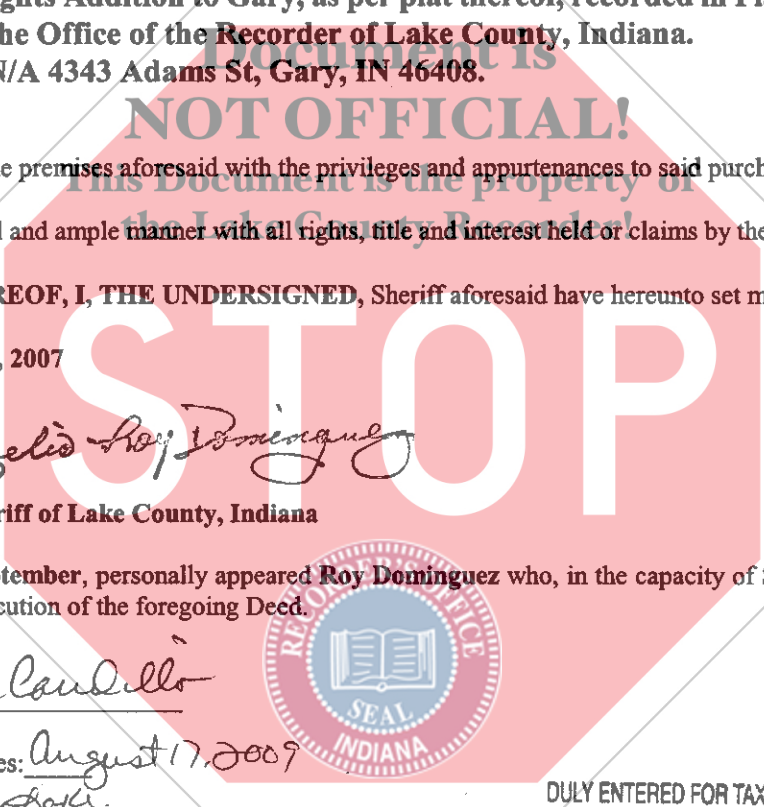 ghts Addition to Gary, as per plat thereof, recorded in Pl
he Office of the Recorder of Lake County, Indiana.
Document is
N/A 4343 Adams St, Gary, IN 46408.
NOT OFFICIAL!
e premises aforesaid with the privileges and appurtenances to said purch
This Document is the property of
l and ample manner with all rights, title and interest held or claims by the
the Lake County Recorder!
REOF, I, THE UNDERSIGNED, Sheriff aforesaid have hereunto set m
, 2007
STOP
gelio Roy Dominguez
riff of Lake County, Indiana
tember, personally appeared Roy Dominguez who, in the capacity of
cution of the foregoing Deed.
RECORDER'S OFFICE
SEAL
INDIANA
es: August 17, 2009
DULY ENTERED FOR TAX